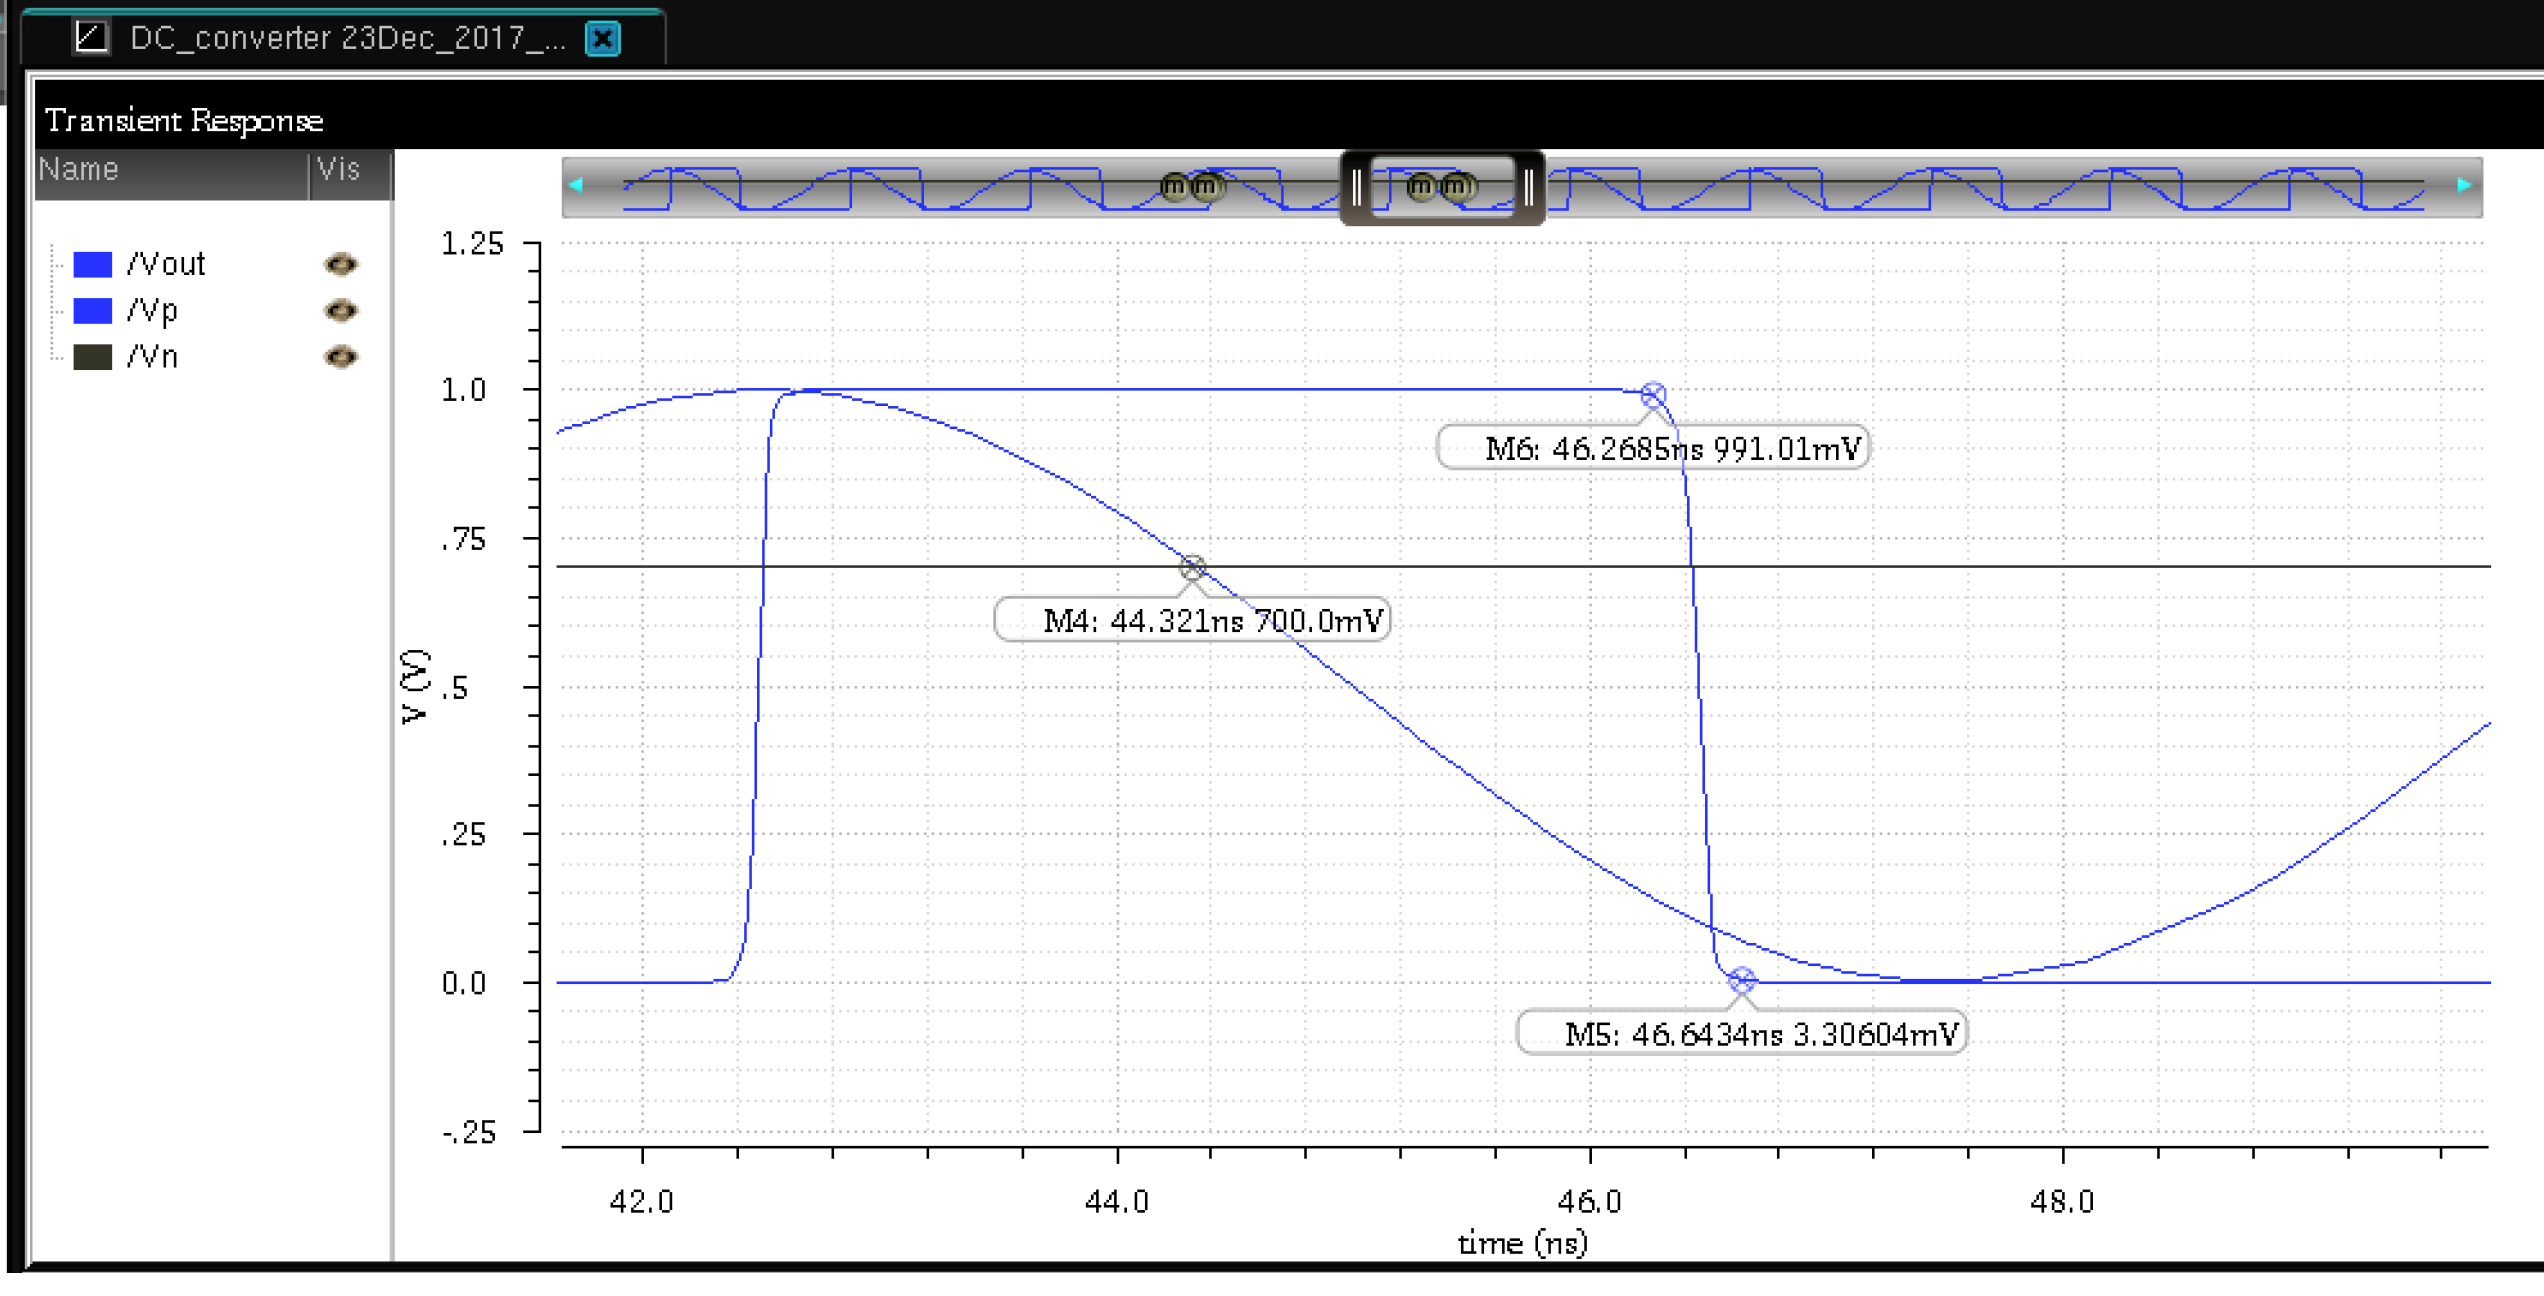 DC_converter 23Dec_2017_...
Transient Response
Name Vis
/Vout
/Vp
/Vn
m m m m
1.25
1.0
.75
.5
.25
0.0
-.25
V (V)
M6: 46.2685ns 991.01mV
M4: 44.321ns 700.0mV
M5: 46.6434ns 3.30604mV
42.0 44.0 46.0 48.0
time (ns)